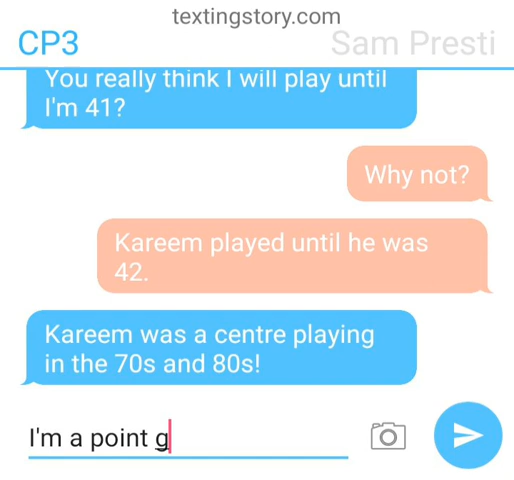 textingstory.com
CP3
Sam Presti
You really think I will play until
I'm 41?
Why not?
Kareem played until he was
42.
Kareem was a centre playing
in the 70s and 80s!
I'm a point g